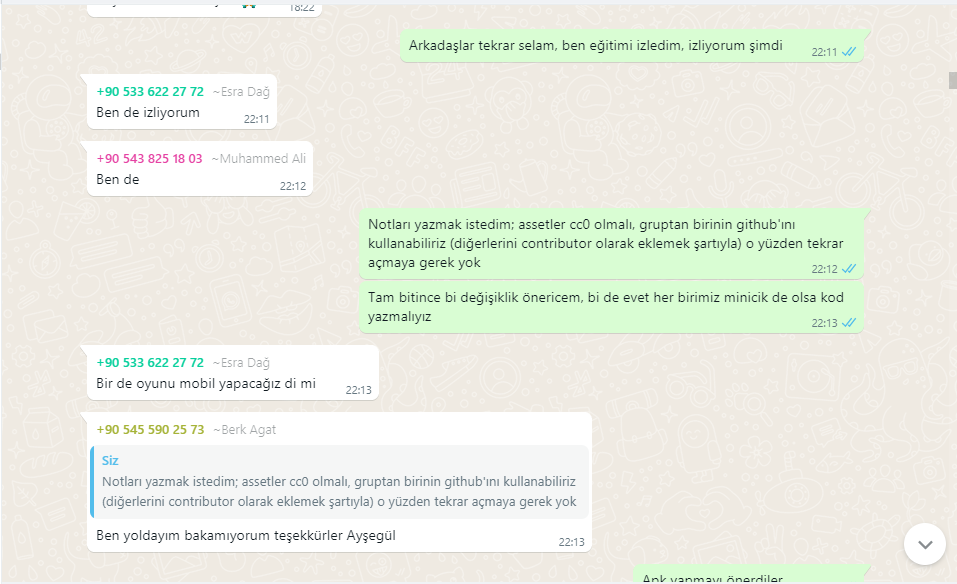 18:22
Arkadaşlar tekrar selam, ben eğitimi izledim, izliyorum şimdi
22:11
+90 533 622 27 72 ~Esra Dağ
Ben de izliyorum
22:11
+90 543 825 18 03 ~Muhammed Ali
Ben de
22:12
Notları yazmak istedim; assetler cc0 olmalı, gruptan birinin github'ını
kullanabiliriz (diğerlerini contributor olarak eklemek şartıyla) o yüzden tekrar
açmaya gerek yok
22:12
Tam bitince bi değişiklik önericem, bi de evet her birimiz minicik de olsa kod
yazmalıyız
22:13
+90 533 622 27 72 ~Esra Dağ
Bir de oyunu mobil yapacağız di mi
22:13
+90 545 590 25 73 ~Berk Agat
Siz
Notları yazmak istedim; assetler cc0 olmalı, gruptan birinin github'ını kullanabiliriz
(diğerlerini contributor olarak eklemek şartıyla) o yüzden tekrar açmaya gerek yok
Ben yoldayım bakamıyorum teşekkürler Ayşegül
22:13
Apk yapmayı önerdiler